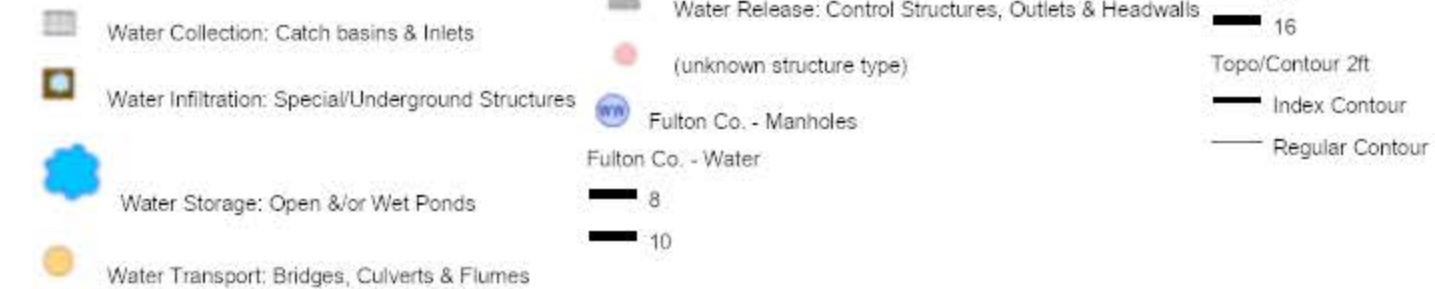 Water Collection: Catch basins & Inlets
Water Infiltration: Special/Underground Structures
Water Storage: Open &/or Wet Ponds
Water Transport: Bridges, Culverts & Flumes
Water Release: Control Structures, Outlets & Headwalls
(unknown structure type)
WW Fulton Co. - Manholes
Fulton Co. - Water
8
10
16
Topo/Contour 2ft
Index Contour
Regular Contour